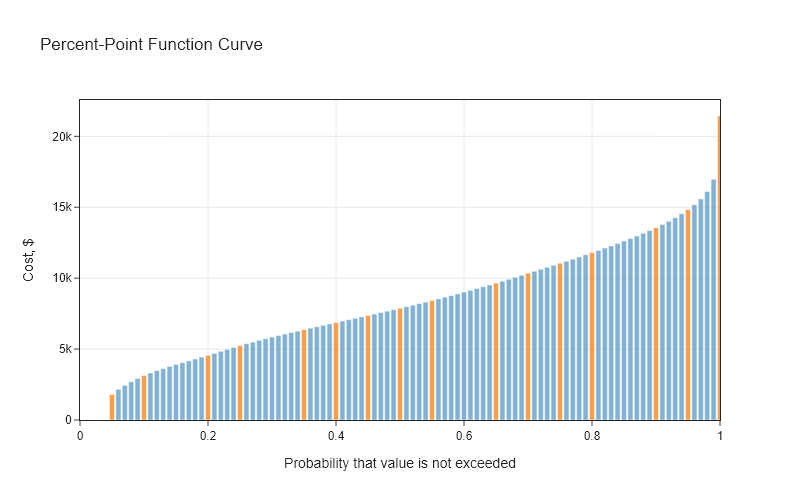 Percent-Point Function Curve
20k
15k
10k
5k
0
Cost, $
0 0.2 0.4 0.6 0.8 1
Probability that value is not exceeded